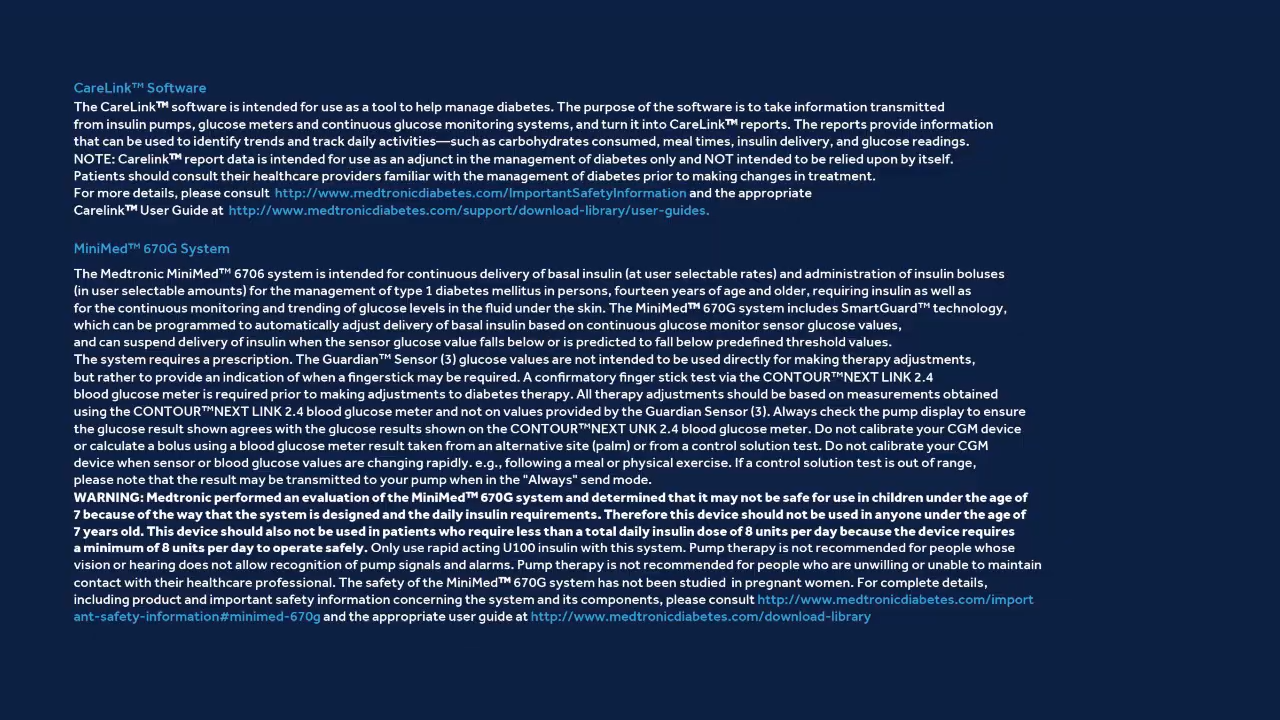 CareLink™ Software
The CareLink™ software is intended for use as a tool to help manage diabetes. The purpose of the software is to take information transmitted
from insulin pumps, glucose meters and continuous glucose monitoring systems, and turn it into CareLink™ reports. The reports provide information
that can be used to identify trends and track daily activities—such as carbohydrates consumed, meal times, insulin delivery, and glucose readings.
NOTE: Carelink™ report data is intended for use as an adjunct in the management of diabetes only and NOT intended to be relied upon by itself.
Patients should consult their healthcare providers familiar with the management of diabetes prior to making changes in treatment.
For more details, please consult http://www.medtronicdiabetes.com/ImportantSafetyInformation and the appropriate
Carelink™ User Guide at http://www.medtronicdiabetes.com/support/download-library/user-guides.
MiniMed™ 670G System
The Medtronic MiniMed™ 6706 system is intended for continuous delivery of basal insulin (at user selectable rates) and administration of insulin boluses
(in user selectable amounts) for the management of type 1 diabetes mellitus in persons, fourteen years of age and older, requiring insulin as well as
for the continuous monitoring and trending of glucose levels in the fluid under the skin. The MiniMed™ 670G system includes SmartGuard™ technology,
which can be programmed to automatically adjust delivery of basal insulin based on continuous glucose monitor sensor glucose values,
and can suspend delivery of insulin when the sensor glucose value falls below or is predicted to fall below predefined threshold values.
The system requires a prescription. The Guardian™ Sensor (3) glucose values are not intended to be used directly for making therapy adjustments,
but rather to provide an indication of when a fingerstick may be required. A confirmatory finger stick test via the CONTOUR™NEXT LINK 2.4
blood glucose meter is required prior to making adjustments to diabetes therapy. All therapy adjustments should be based on measurements obtained
using the CONTOUR™NEXT LINK 2.4 blood glucose meter and not on values provided by the Guardian Sensor (3). Always check the pump display to ensure
the glucose result shown agrees with the glucose results shown on the CONTOUR™NEXT UNK 2.4 blood glucose meter. Do not calibrate your CGM device
or calculate a bolus using a blood glucose meter result taken from an alternative site (palm) or from a control solution test. Do not calibrate your CGM
device when sensor or blood glucose values are changing rapidly. e.g., following a meal or physical exercise. If a control solution test is out of range,
please note that the result may be transmitted to your pump when in the "Always" send mode.
WARNING: Medtronic performed an evaluation of the MiniMed™ 670G system and determined that it may not be safe for use in children under the age of
7 because of the way that the system is designed and the daily insulin requirements. Therefore this device should not be used in anyone under the age of
7 years old. This device should also not be used in patients who require less than a total daily insulin dose of 8 units per day because the device requires
a minimum of 8 units per day to operate safely. Only use rapid acting U100 insulin with this system. Pump therapy is not recommended for people whose
vision or hearing does not allow recognition of pump signals and alarms. Pump therapy is not recommended for people who are unwilling or unable to maintain
contact with their healthcare professional. The safety of the MiniMed™ 670G system has not been studied in pregnant women. For complete details,
including product and important safety information concerning the system and its components, please consult http://www.medtronicdiabetes.com/import
ant-safety-information#minimed-670g and the appropriate user guide at http://www.medtronicdiabetes.com/download-library